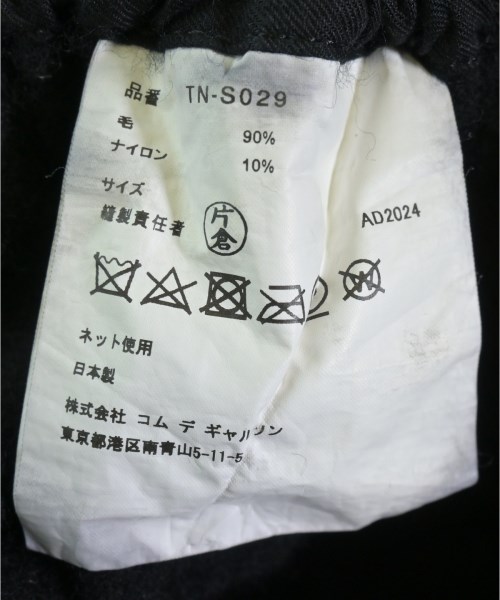 品番 TN-S029
毛 90%
ナイロン 10%
サイズ
縫製責任者 片倉 AD2024
ネット使用
日本製
株式会社 コム デ ギャルソン
東京都港区南青山5-11-5